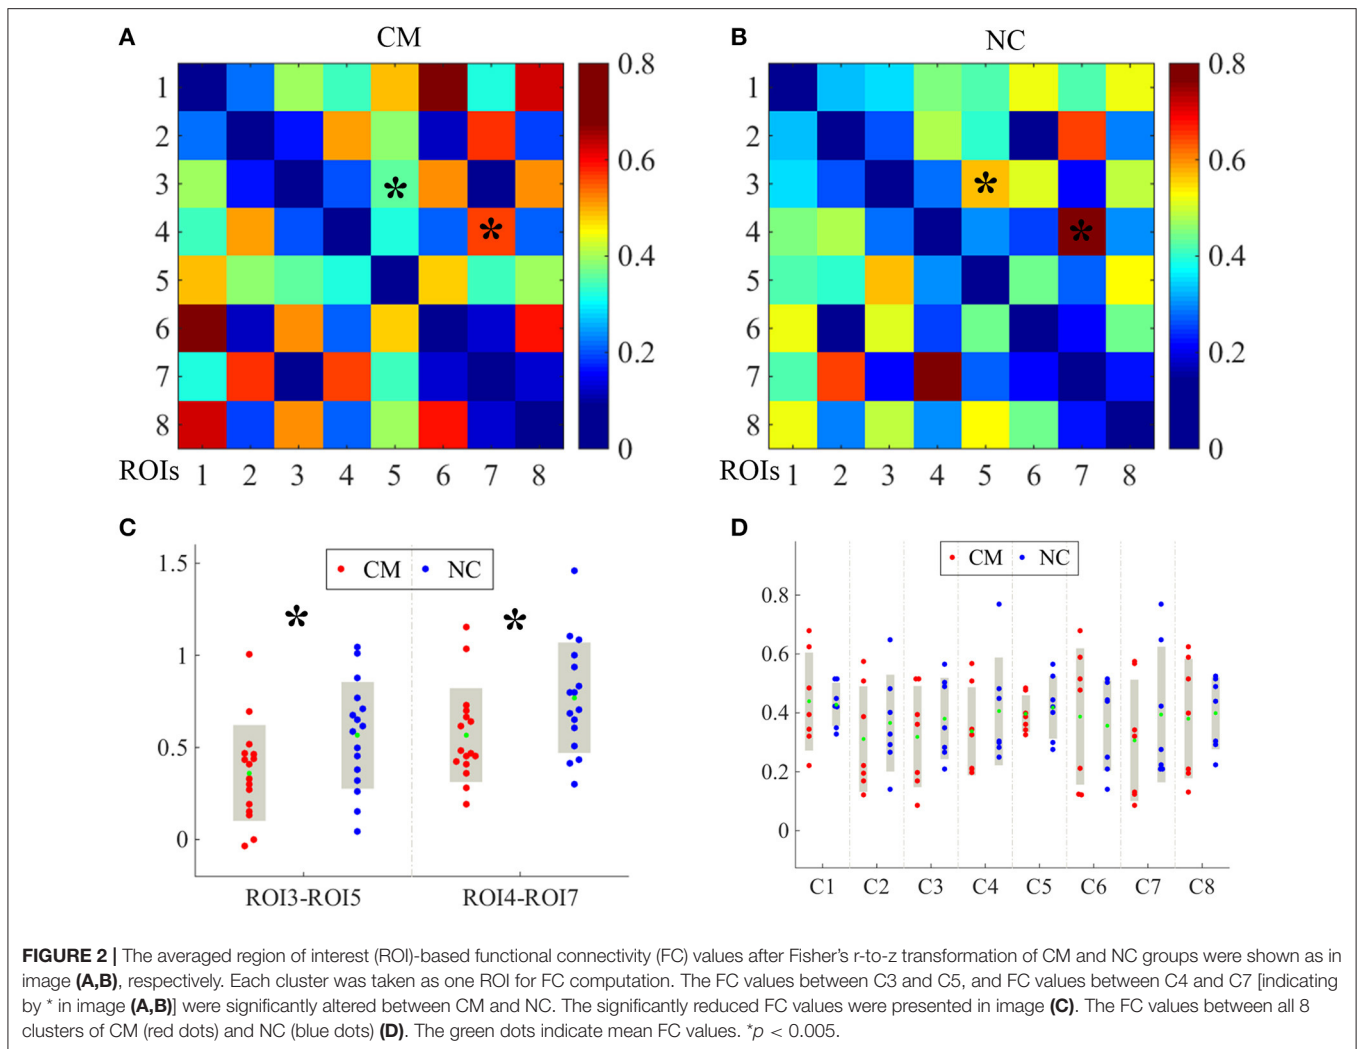 A
CM
B
NC
1
2
3
4
5
6
7
8
ROIs 1 2 3 4 5 6 7 8
*
*
0.8
0.6
0.4
0.2
0
1
2
3
4
5
6
7
8
ROIs 1 2 3 4 5 6 7 8
*
*
0.8
0.6
0.4
0.2
0
C
CM NC
1.5
1
0.5
0
*
*
ROI3-ROI5 ROI4-ROI7
D
CM NC
0.8
0.6
0.4
0.2
0
C1 C2 C3 C4 C5 C6 C7 C8
FIGURE 2 | The averaged region of interest (ROI)-based functional connectivity (FC) values after Fisher's r-to-z transformation of CM and NC groups were shown as in
image (A,B), respectively. Each cluster was taken as one ROI for FC computation. The FC values between C3 and C5, and FC values between C4 and C7 [indicating
by * in image (A,B)] were significantly altered between CM and NC. The significantly reduced FC values were presented in image (C). The FC values between all 8
clusters of CM (red dots) and NC (blue dots) (D). The green dots indicate mean FC values. *p < 0.005.